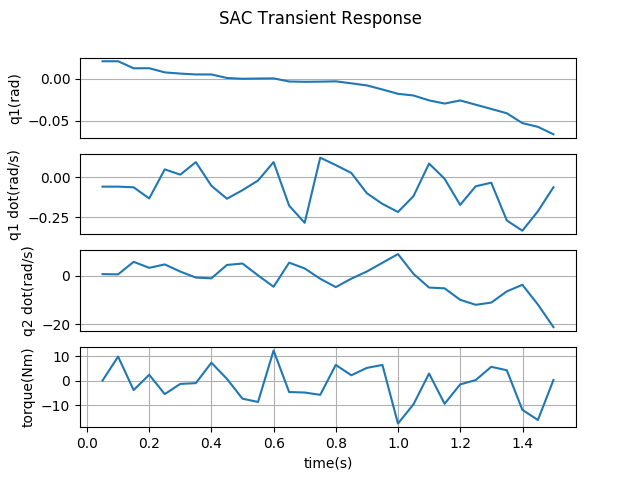 SAC Transient Response
q1(rad)
0.00
−0.05
q1 dot(rad/s)
0.00
−0.25
q2 dot(rad/s)
0
−20
torque(Nm)
10
0
−10
0.0 0.2 0.4 0.6 0.8 1.0 1.2 1.4
time(s)